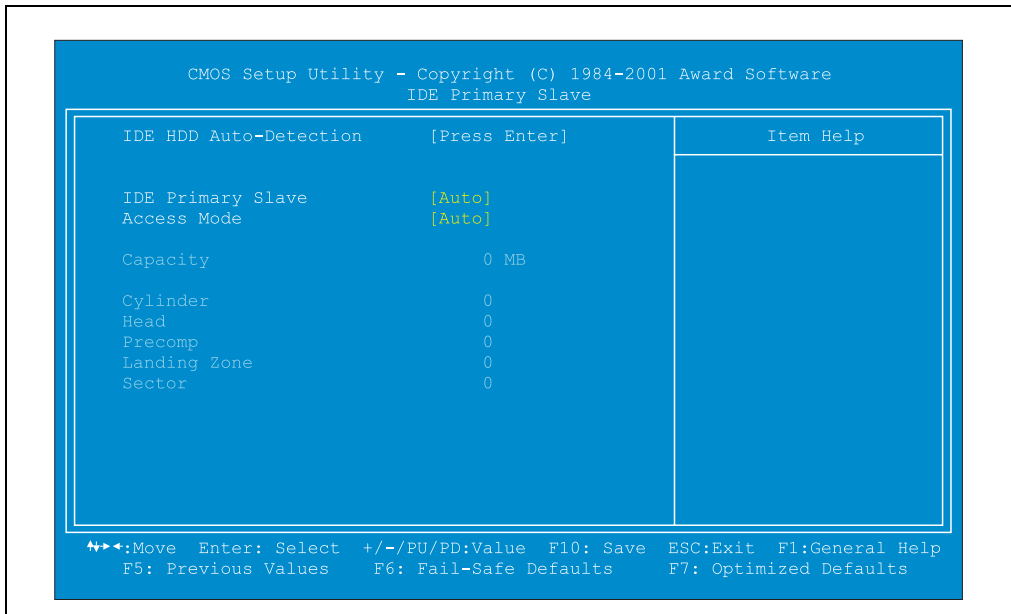 CMOS Setup Utility - Copyright (C) 1984-2001 Award Software
IDE Primary Slave
IDE HDD Auto-Detection [Press Enter] Item Help
IDE Primary Slave [Auto]
Access Mode [Auto]
Capacity 0 MB
Cylinder 0
Head 0
Precomp 0
Landing Zone 0
Sector 0
:Move Enter: Select +/-/PU/PD:Value F10: Save ESC:Exit F1:General Help
F5: Previous Values F6: Fail-Safe Defaults F7: Optimized Defaults